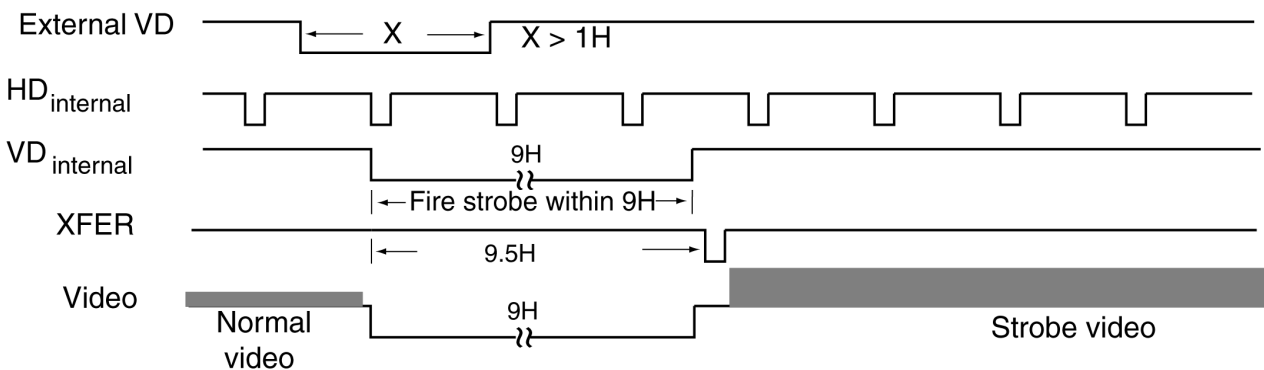 External VD
X
X > 1H
HD internal
VD internal
9H
Fire strobe within 9H
XFER
9.5H
Video
9H
Normal
video
Strobe video